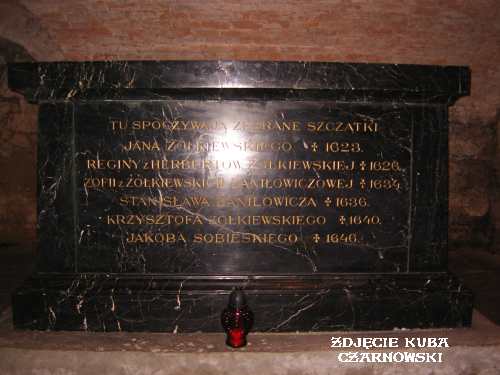 TU SPOCZYWAJĄ ZEBRANE SZCZĄTKI
JANA ŻÓŁKIEWSKIEGO ✝ 1623.
REGINY Z HERBURTÓW ŻÓŁKIEWSKIEJ ✝ 1626.
ZOFII Z ŻÓŁKIEWSKICH DANIŁOWICZOWEJ ✝ 1634.
STANISŁAWA DANIŁOWICZA ✝ 1636.
KRZYSZTOFA ŻÓŁKIEWSKIEGO ✝ 1640.
JAKÓBA SOBIESKIEGO ✝ 1646.
ZDJĘCIE KUBA
CZARNOWSKI